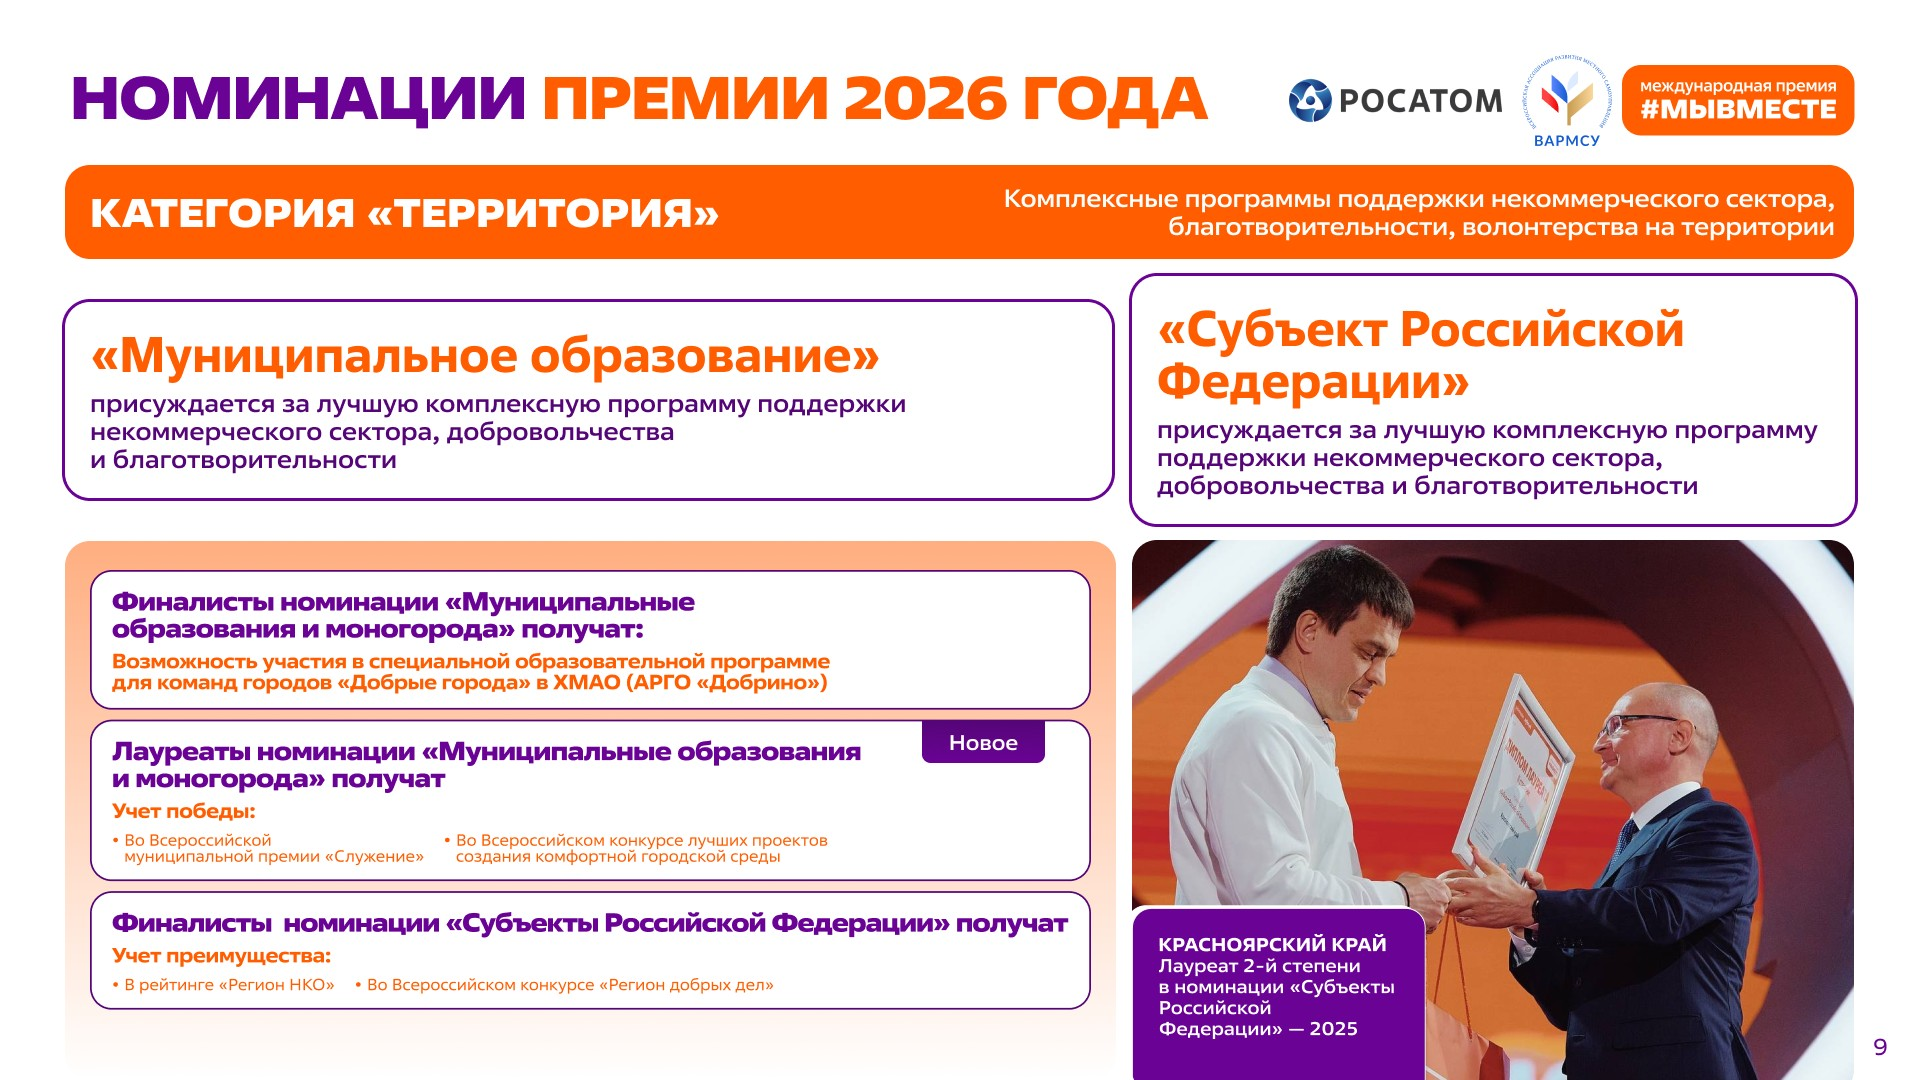 НОМИНАЦИИ ПРЕМИИ 2026 ГОДА
РОСАТОМ
ВАРМСУ
международная премия
#МЫВМЕСТЕ
КАТЕГОРИЯ «ТЕРРИТОРИЯ»
Комплексные программы поддержки некоммерческого сектора,
благотворительности, волонтерства на территории
«Муниципальное образование»
присуждается за лучшую комплексную программу поддержки
некоммерческого сектора, добровольчества
и благотворительности
«Субъект Российской
Федерации»
присуждается за лучшую комплексную программу
поддержки некоммерческого сектора,
добровольчества и благотворительности
Финалисты номинации «Муниципальные
образования и моногорода» получат:
Возможность участия в специальной образовательной программе
для команд городов «Добрые города» в ХМАО (АРГО «Добрино»)
Новое
Лауреаты номинации «Муниципальные образования
и моногорода» получат
Учет победы:
• Во Всероссийской
муниципальной премии «Служение»
• Во Всероссийском конкурсе лучших проектов
создания комфортной городской среды
Финалисты номинации «Субъекты Российской Федерации» получат
Учет преимущества:
• В рейтинге «Регион НКО» • Во Всероссийском конкурсе «Регион добрых дел»
КРАСНОЯРСКИЙ КРАЙ
Лауреат 2-й степени
в номинации «Субъекты
Российской
Федерации» — 2025
9